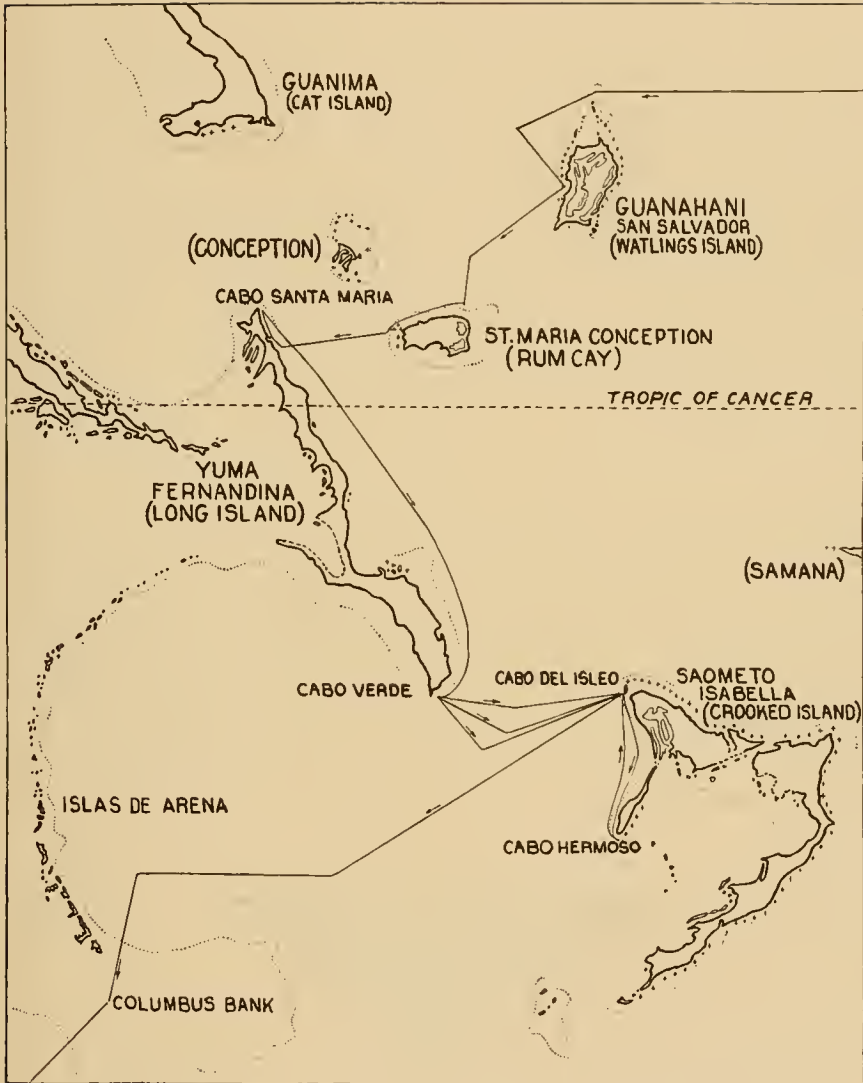 GUANIMA
(CAT ISLAND)
GUANAHANI
SAN SALVADOR
(WATLINGS ISLAND)
(CONCEPTION)
CABO SANTA MARIA
ST. MARIA CONCEPTION
(RUM CAY)
TROPIC OF CANCER
YUMA
FERNANDINA
(LONG ISLAND)
(SAMANA)
CABO VERDE
CABO DEL ISLEO
SAOMETO
ISABELLA
(CROOKED ISLAND)
ISLAS DE ARENA
CABO HERMOSO
COLUMBUS BANK